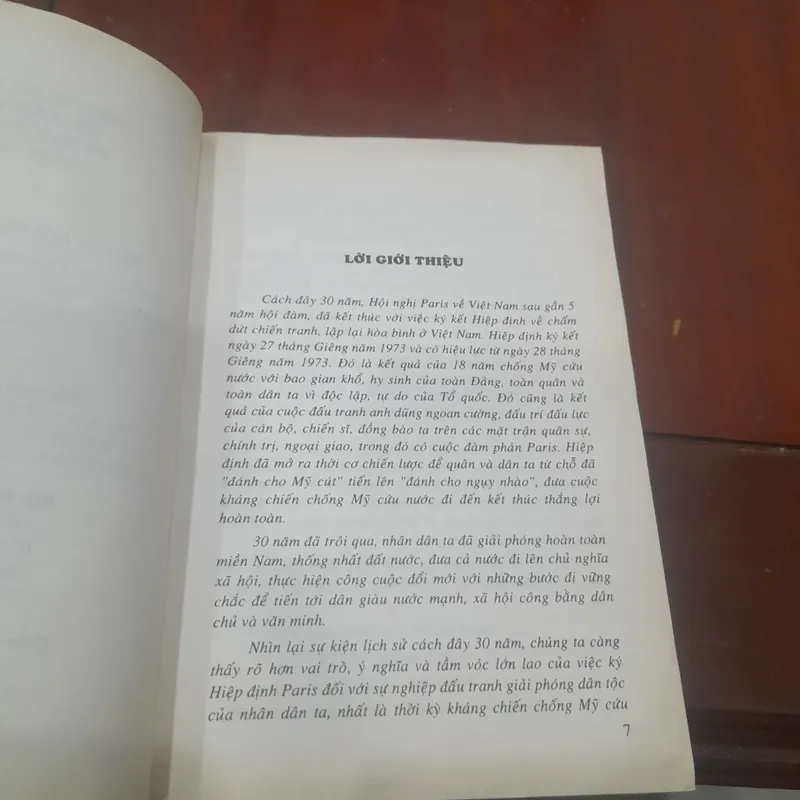 LỜI GIỚI THIỆU
Cách đây 30 năm, Hội nghị Paris về Việt Nam sau gần 5
năm hội đàm, đã kết thúc với việc ký kết Hiệp định về chấm
dứt chiến tranh, lập lại hòa bình ở Việt Nam. Hiệp định ký kết
ngày 27 tháng Giêng năm 1973 và có hiệu lực từ ngày 28 tháng
Giêng năm 1973. Đó là kết quả của 18 năm chống Mỹ cứu
nước với bao gian khổ, hy sinh của toàn Đảng, toàn quân và
toàn dân ta vì độc lập, tự do của Tổ quốc. Đó cũng là kết
quả của cuộc đấu tranh anh dũng ngoan cường, đấu trí đấu lực
của cán bộ, chiến sĩ, đồng bào ta trên các mặt trận quân sự,
chính trị, ngoại giao, trong đó có cuộc đàm phán Paris. Hiệp
định đã mở ra thời cơ chiến lược để quân và dân ta từ chỗ đã
"đánh cho Mỹ cút" tiến lên "đánh cho ngụy nhào", đưa cuộc
kháng chiến chống Mỹ cứu nước đi đến kết thúc thắng lợi
hoàn toàn.
30 năm đã trôi qua, nhân dân ta đã giải phóng hoàn toàn
miền Nam, thống nhất đất nước, đưa cả nước đi lên chủ nghĩa
xã hội, thực hiện công cuộc đổi mới với những bước đi vững
chắc để tiến tới dân giàu nước mạnh, xã hội công bằng dân
chủ và văn minh.
Nhìn lại sự kiện lịch sử cách đây 30 năm, chúng ta càng
thấy rõ hơn vai trò, ý nghĩa và tầm vóc lớn lao của việc ký
Hiệp định Paris đối với sự nghiệp đấu tranh giải phóng dân tộc
của nhân dân ta, nhất là thời kỳ kháng chiến chống Mỹ cứu
7